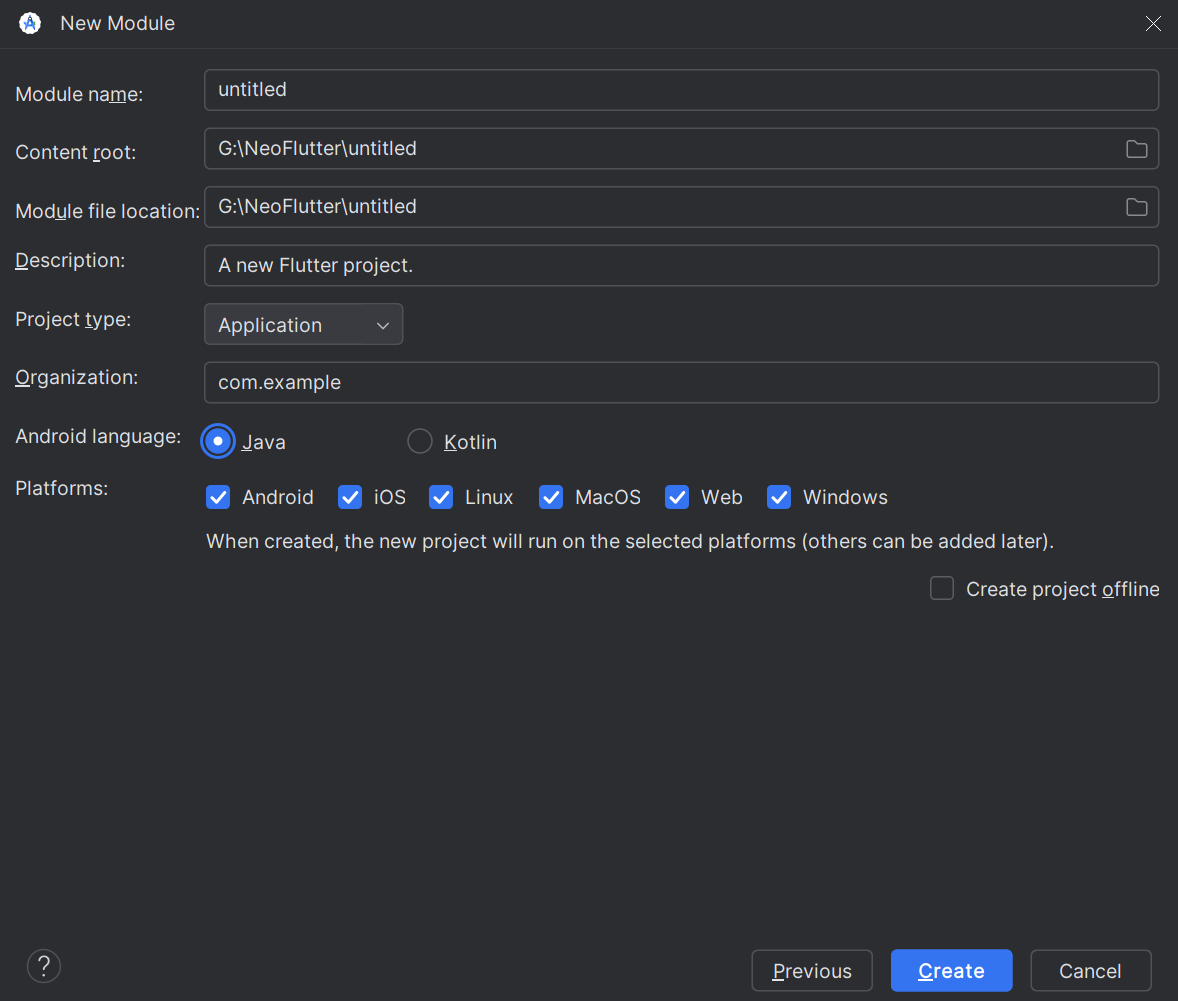 New Module
Module name: untitled
Content root: G:\NeoFlutter\untitled
Module file location: G:\NeoFlutter\untitled
Description: A new Flutter project.
Project type: Application
Organization: com.example
Android language: Java Kotlin
Platforms: Android iOS Linux MacOS Web Windows
When created, the new project will run on the selected platforms (others can be added later).
Create project offline
? Previous Create Cancel